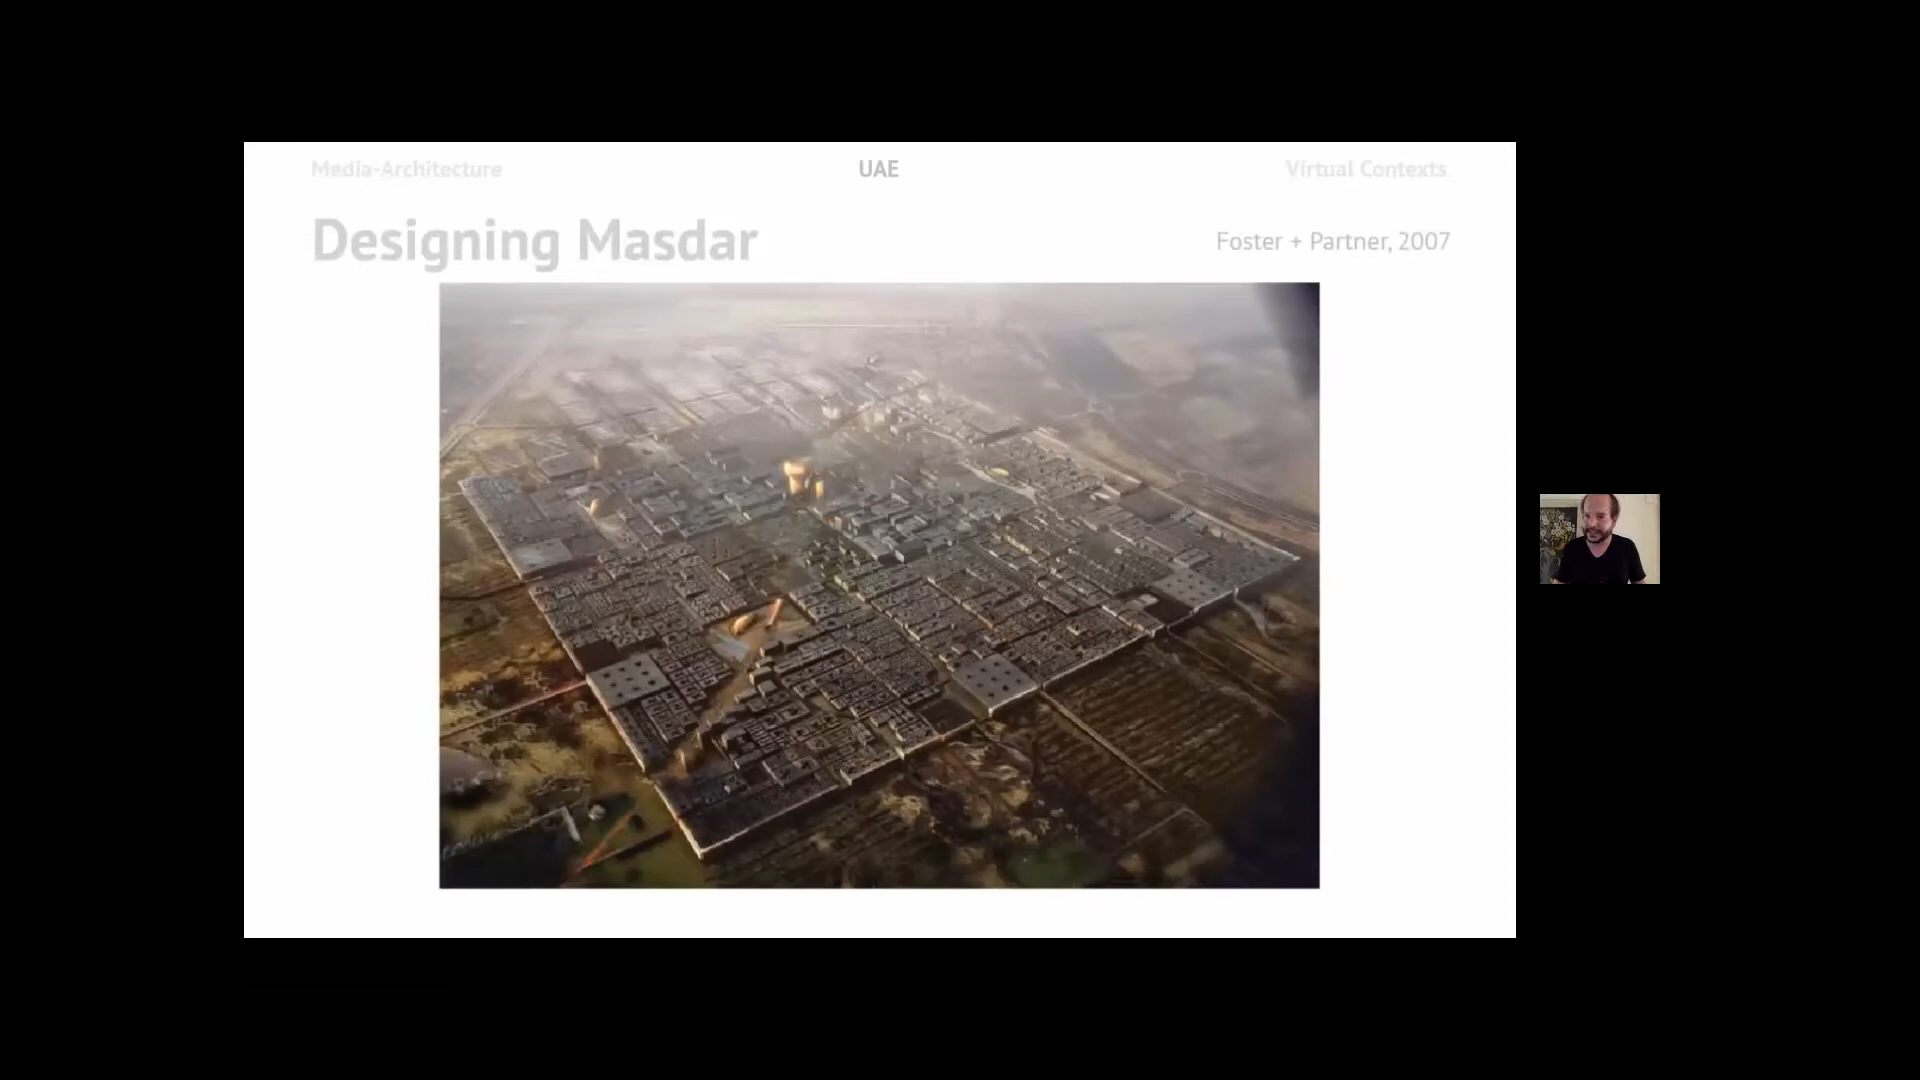 Media-Architecture
UAE
Virtual Contexts
Designing Masdar
Foster + Partner, 2007